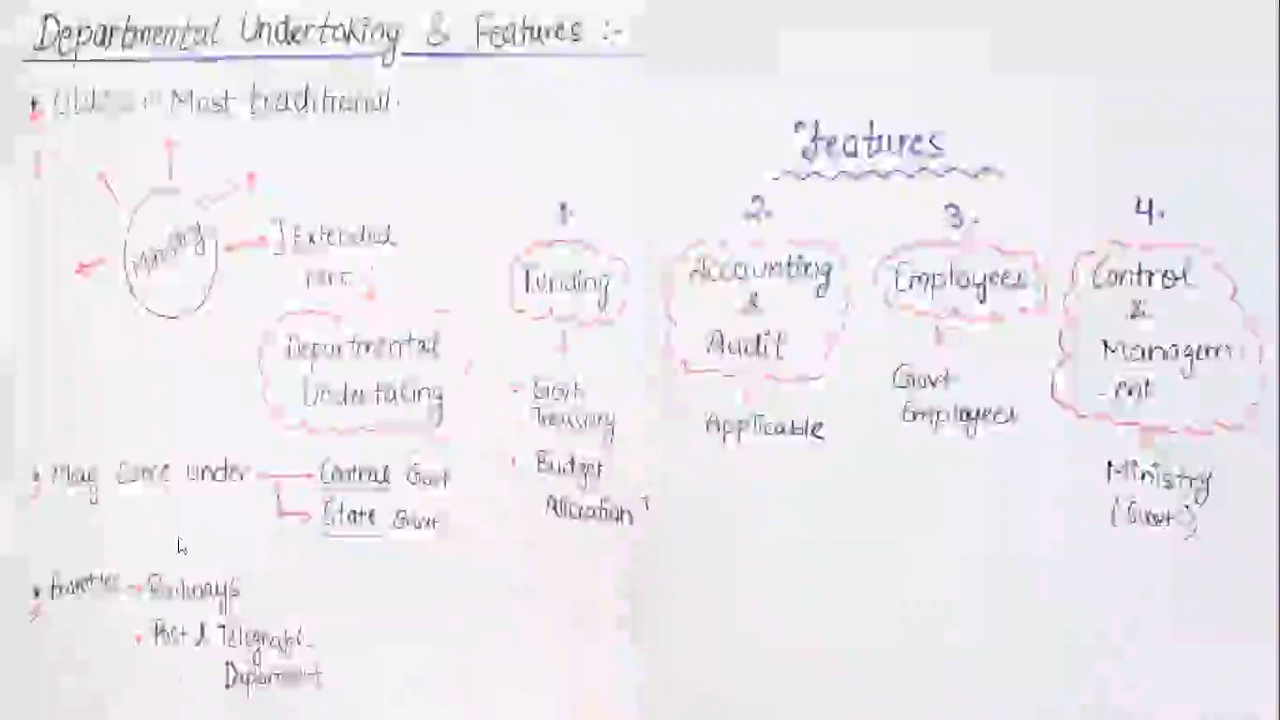 Departmental Undertaking & Features :-
Most traditional.
Ministry
Extended
Part
Departmental
Undertaking
May come under
Central Govt
State Govt
Railways
Post & Telegraph
Department
Features
1.
Funding
Govt
Treasury
Budget
Allocation
2.
Accounting
&
Audit
Applicable
3.
Employees
Govt
Employees
4.
Control
&
Managem
-ent
Ministry
(Govt)